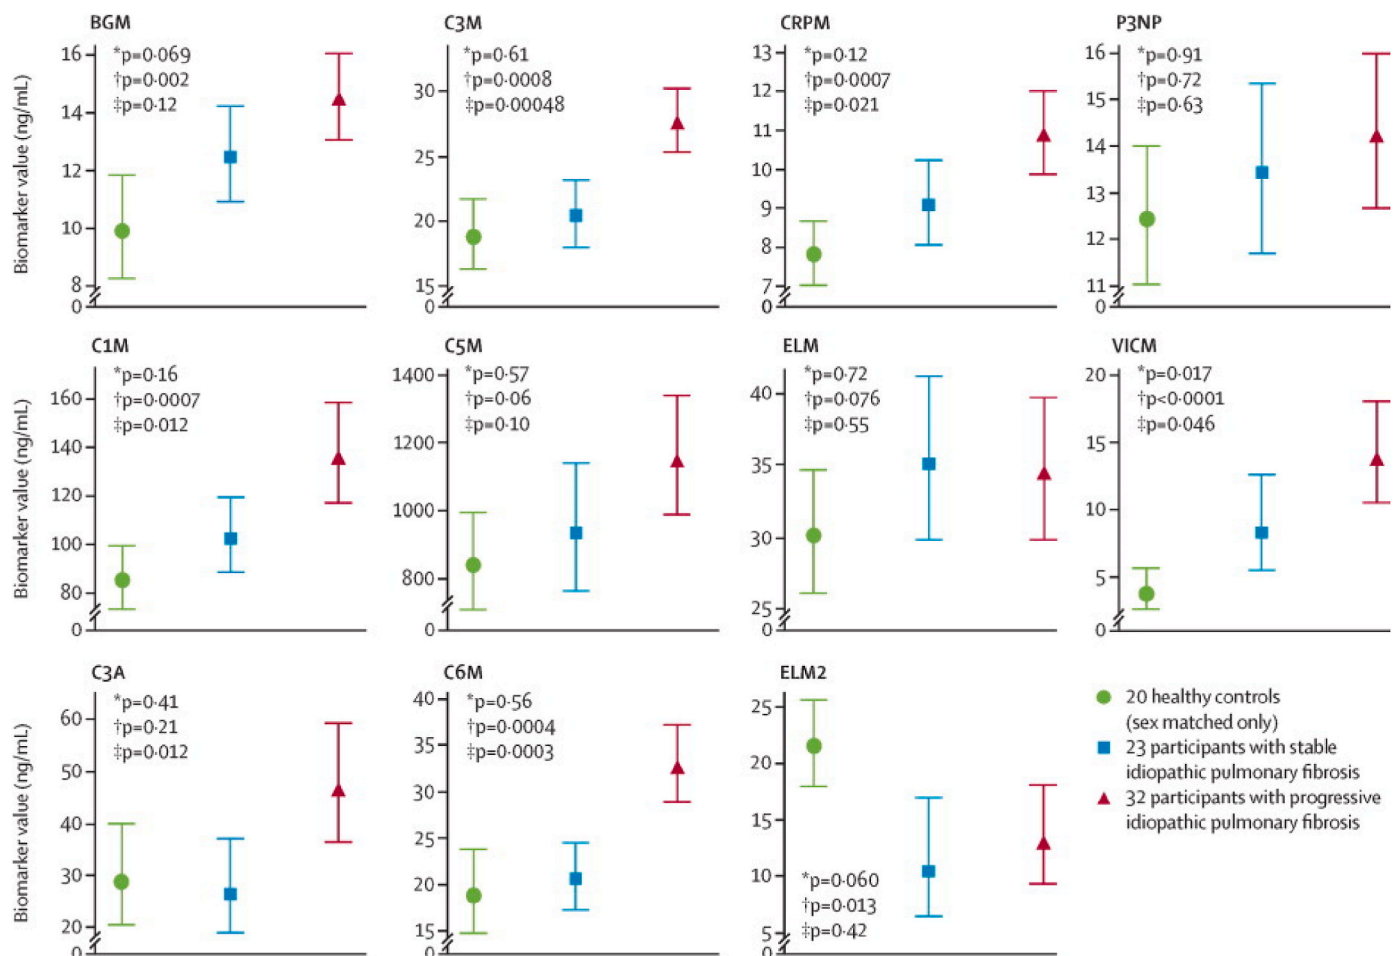 BGM
Biomarker value (ng/mL)
16
14
12
10
8
0
*p=0·069
†p=0·002
‡p=0·12
C3M
30
25
20
15
0
*p=0·61
†p=0·0008
‡p=0·00048
CRPM
13
12
11
10
9
8
7
0
*p=0·12
†p=0·0007
‡p=0·021
P3NP
16
15
14
13
12
11
0
*p=0·91
†p=0·72
‡p=0·63
C1M
Biomarker value (ng/mL)
160
140
120
100
80
0
*p=0·16
†p=0·0007
‡p=0·012
C5M
1400
1200
1000
800
0
*p=0·57
†p=0·06
‡p=0·10
ELM
40
35
30
25
0
*p=0·72
†p=0·076
‡p=0·55
VICM
20
15
10
5
0
*p=0·017
†p<0·0001
‡p=0·046
C3A
Biomarker value (ng/mL)
60
50
40
30
20
0
*p=0·41
†p=0·21
‡p=0·012
C6M
40
35
30
25
20
15
0
*p=0·56
†p=0·0004
‡p=0·0003
ELM2
25
20
15
10
5
0
*p=0·060
†p=0·013
‡p=0·42
20 healthy controls
(sex matched only)
23 participants with stable
idiopathic pulmonary fibrosis
32 participants with progressive
idiopathic pulmonary fibrosis